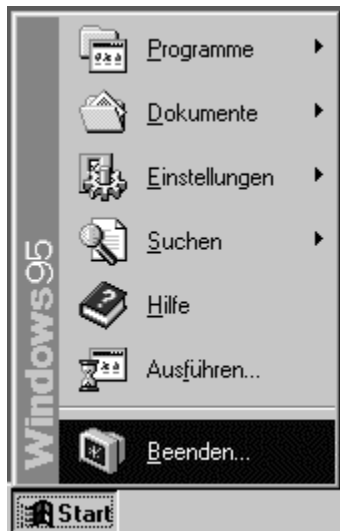 Programme
Dokumente
Einstellungen
Suchen
Hilfe
Ausführen...
Beenden...
Windows95
Start